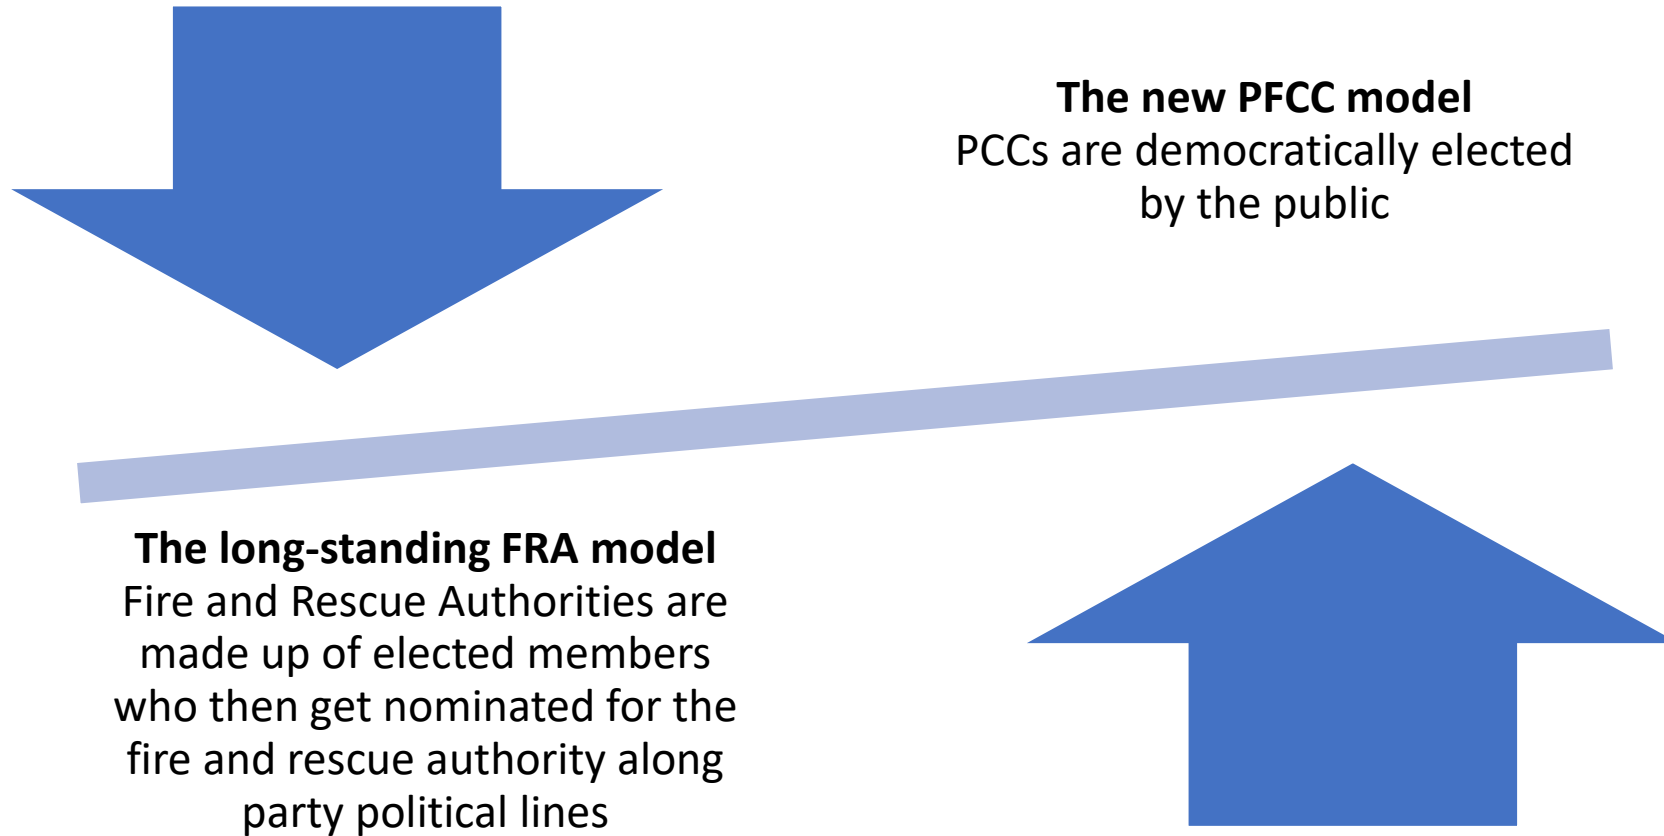 The new PFCC model
PCCs are democratically elected
by the public
The long-standing FRA model
Fire and Rescue Authorities are
made up of elected members
who then get nominated for the
fire and rescue authority along
party political lines